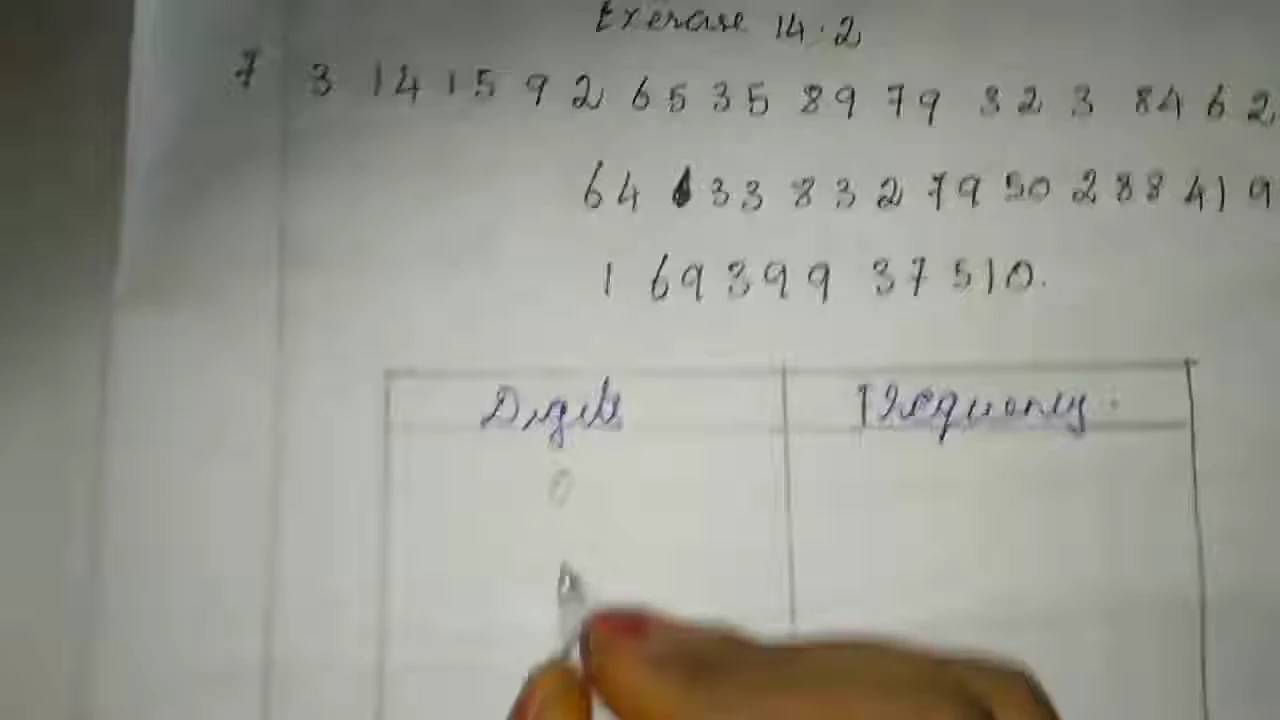 Exercise 14.2
7 3 14 15 9 2 6 5 3 5 8 9 7 9 3 2 3 8 4 6 2
6 4 3 3 8 3 2 7 9 5 0 2 8 8 4 1 9
1 6 9 3 9 9 3 7 5 1 0.
Digits Frequency
0